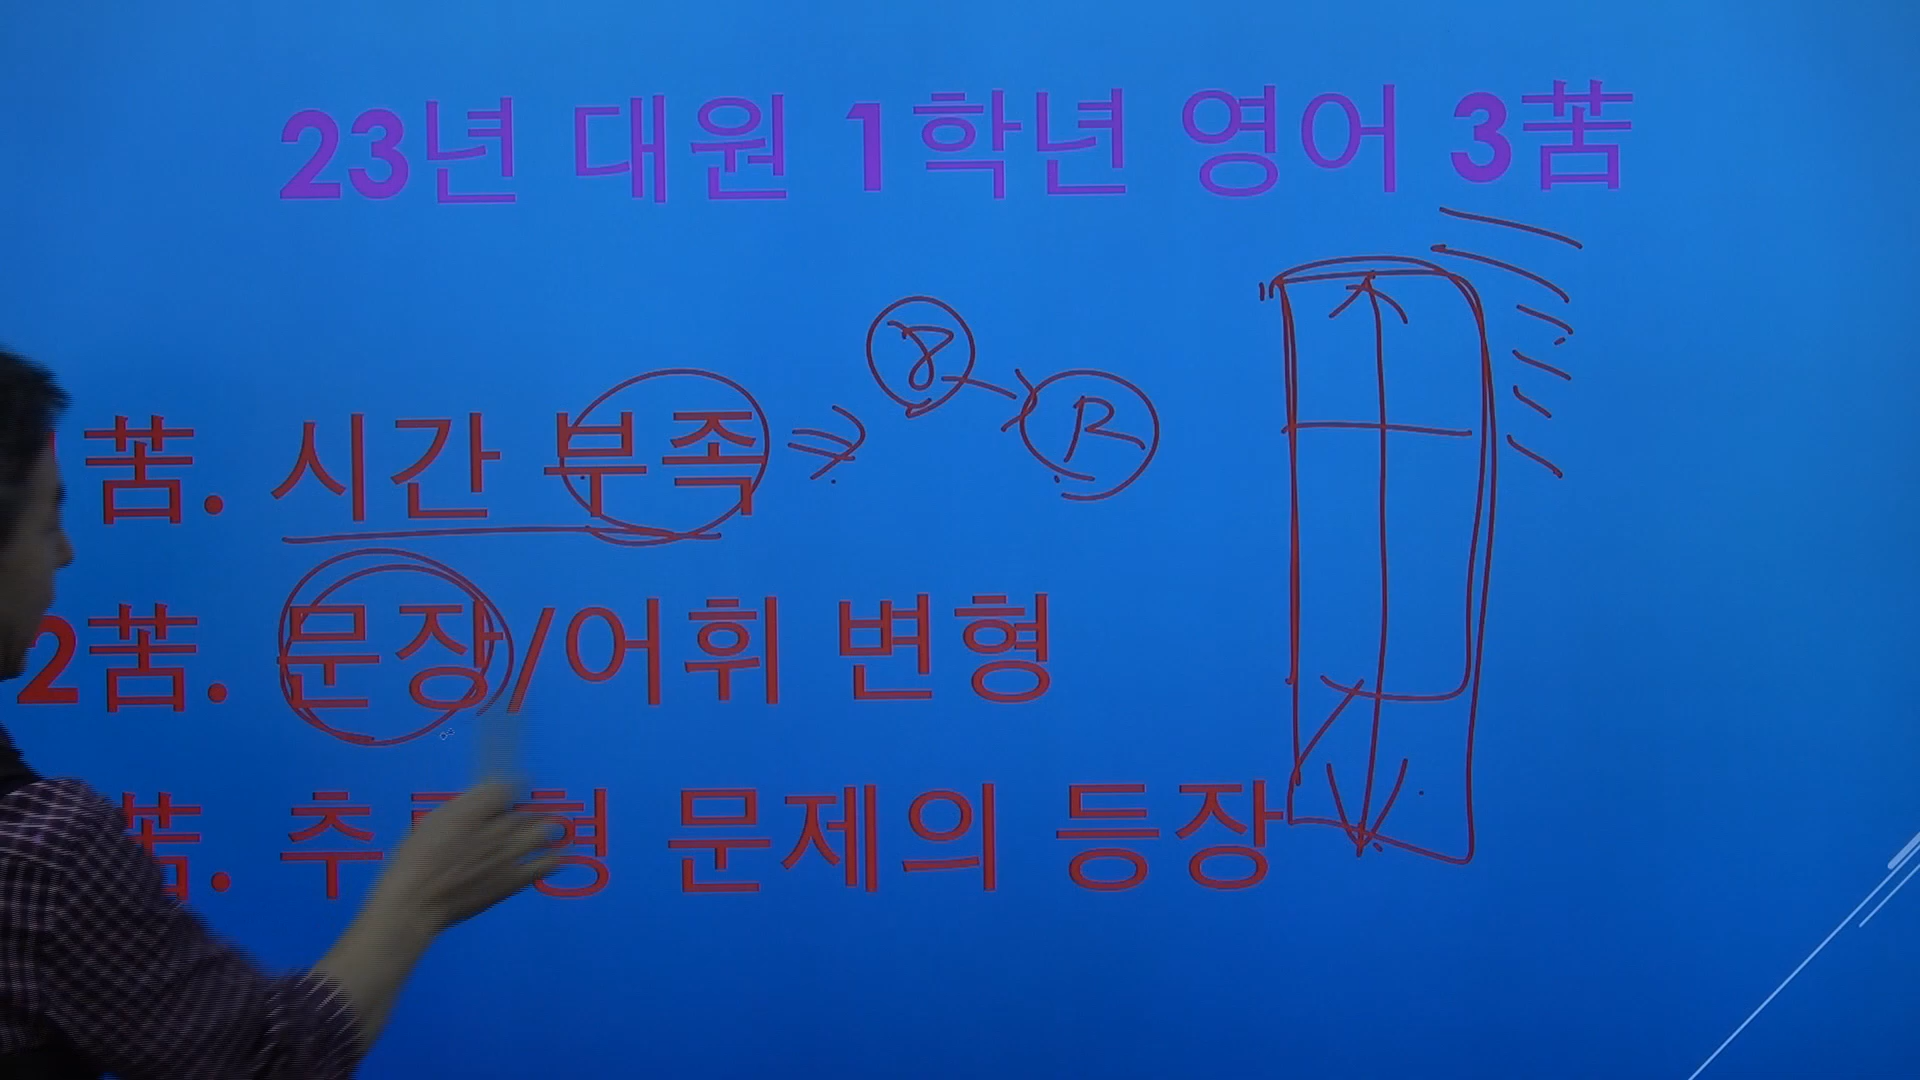 23년 대원 1학년 영어 3苦
苦. 시간 부족
8
R
2苦. 문장/어휘 변형
苦. 형 문제의 등장